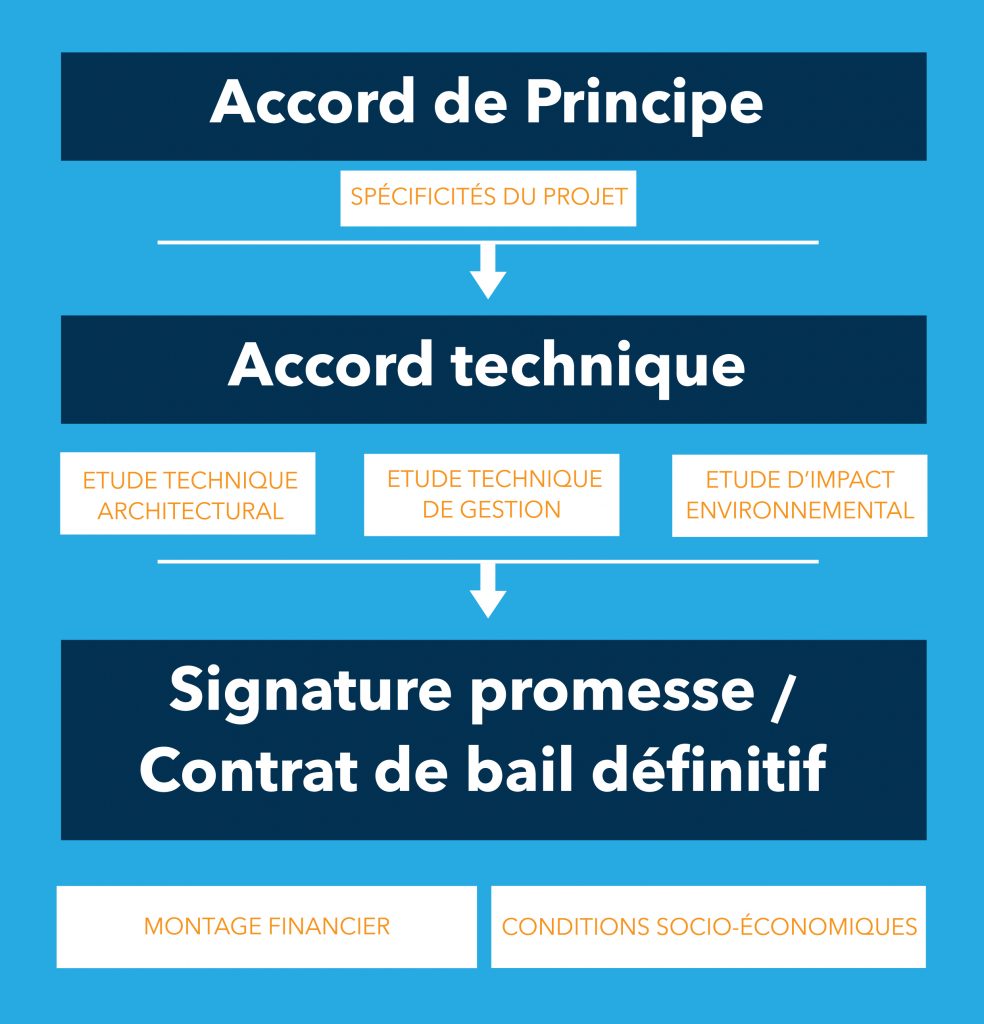 Accord de Principe
SPÉCIFICITÉS DU PROJET
Accord technique
ETUDE TECHNIQUE
ARCHITECTURAL
ETUDE TECHNIQUE
DE GESTION
ETUDE D'IMPACT
ENVIRONNEMENTAL
Signature promesse /
Contrat de bail définitif
MONTAGE FINANCIER
CONDITIONS SOCIO-ÉCONOMIQUES